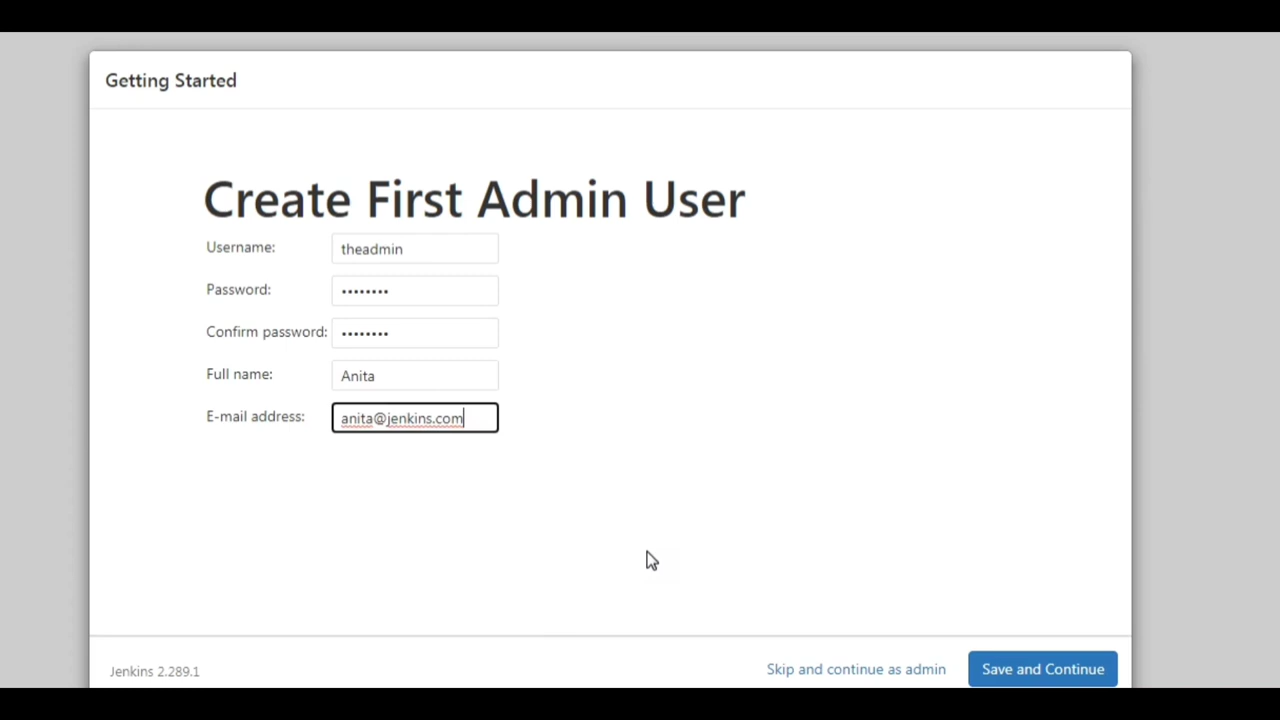 Getting Started
Create First Admin User
Username: theadmin
Password: ••••••••
Confirm password: ••••••••
Full name: Anita
E-mail address: anita@jenkins.com
Jenkins 2.289.1 Skip and continue as admin Save and Continue